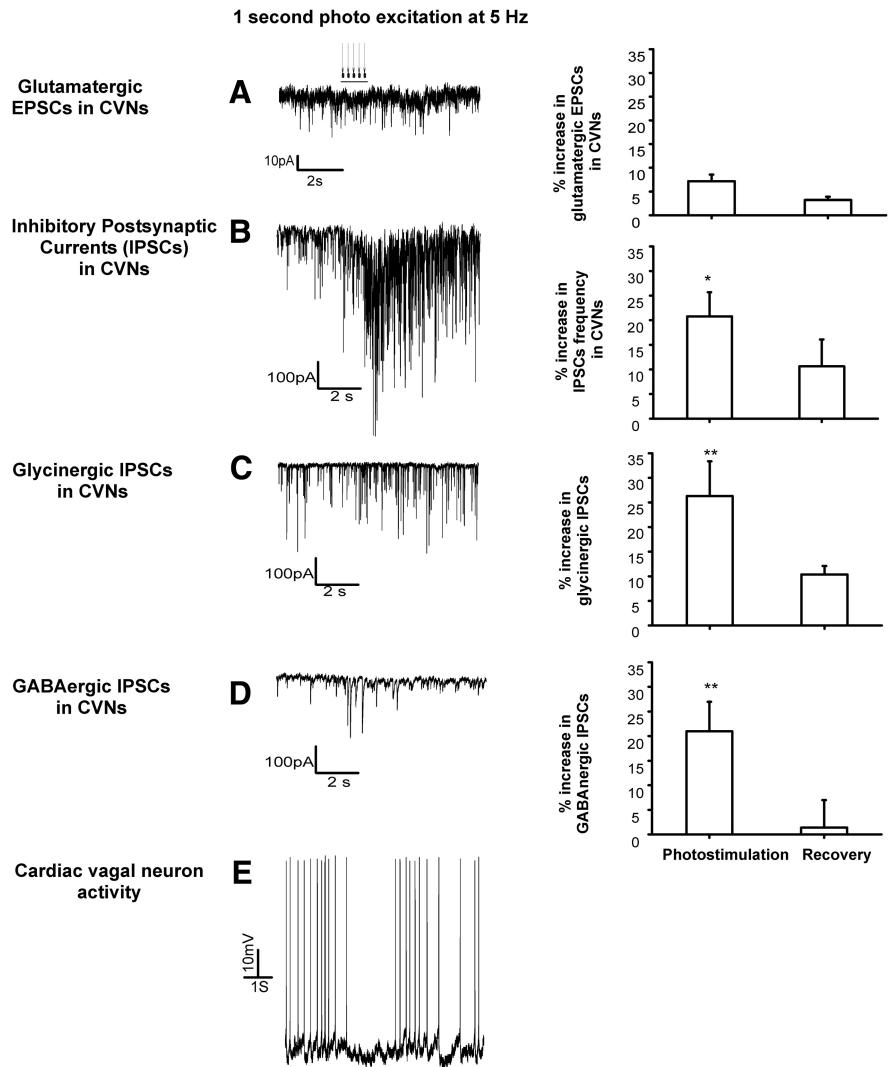 1 second photo excitation at 5 Hz
Glutamatergic
EPSCs in CVNs
A
10pA
2s
% increase in
glutamatergic EPSCs
in CVNs
35
30
25
20
15
10
5
0
Inhibitory Postsynaptic
Currents (IPSCs)
in CVNs
B
100pA
2 s
% increase in
IPSCs frequency
in CVNs
35
30
25
20
15
10
5
0
*
Glycinergic IPSCs
in CVNs
C
100pA
2 s
% increase in
glycinergic IPSCs
35
30
25
20
15
10
5
0
**
GABAergic IPSCs
in CVNs
D
100pA
2 s
% increase in
GABAnergic IPSCs
35
30
25
20
15
10
5
0
**
Photostimulation Recovery
Cardiac vagal neuron
activity
E
10mV
1S